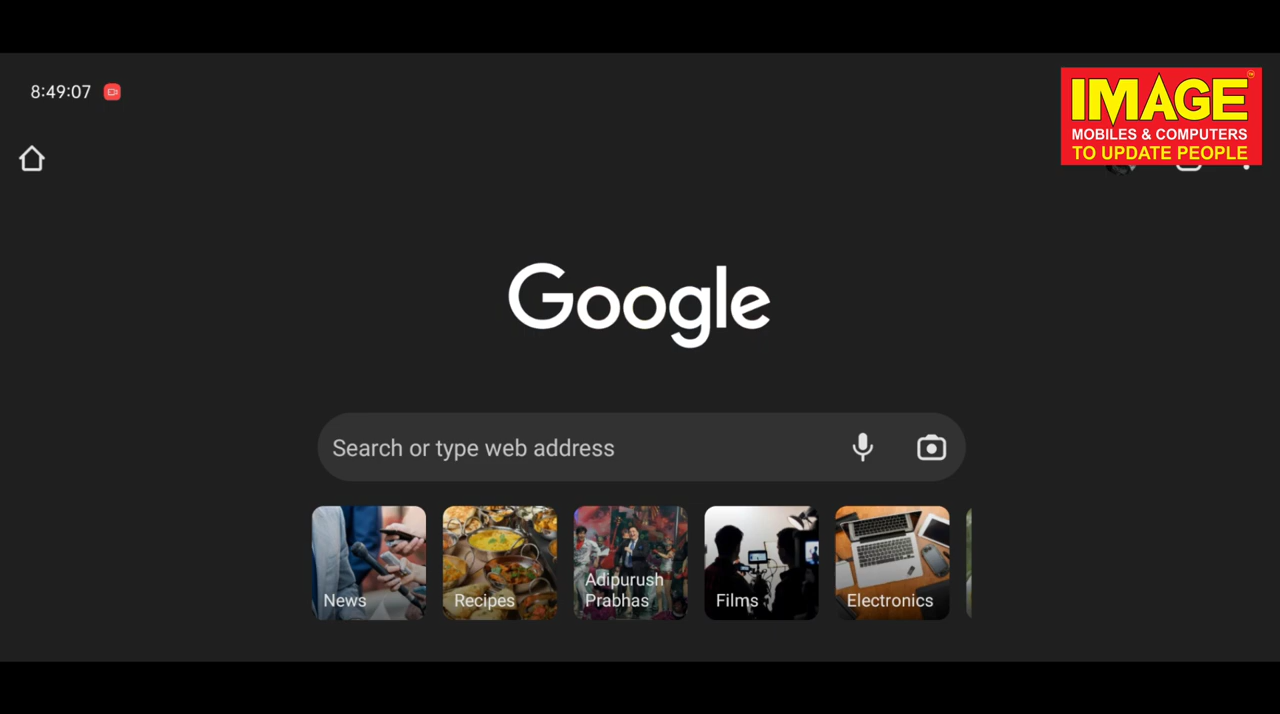 8:49:07
IMAGE
MOBILES & COMPUTERS
TO UPDATE PEOPLE
Google
Search or type web address
News
Recipes
Adipurush
Prabhas
Films
Electronics